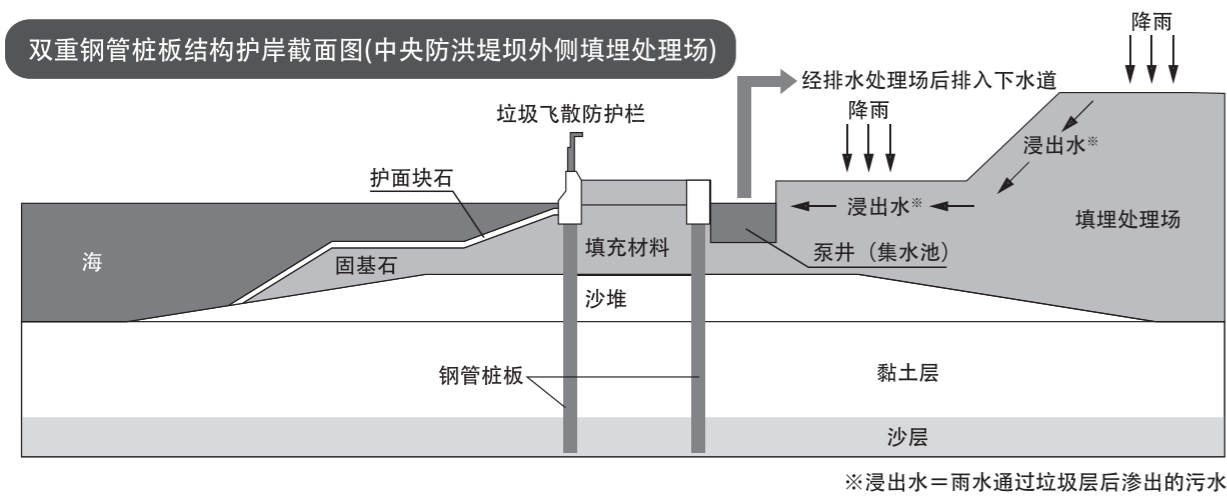 双重钢管桩板结构护岸截面图(中央防洪堤坝外侧填埋处理场)
降雨
经排水处理场后排入下水道
垃圾飞散防护栏
降雨
浸出水※
护面块石
浸出水※
填埋处理场
海
固基石
填充材料
泵井（集水池）
沙堆
钢管桩板
黏土层
沙层
※浸出水＝雨水通过垃圾层后渗出的污水